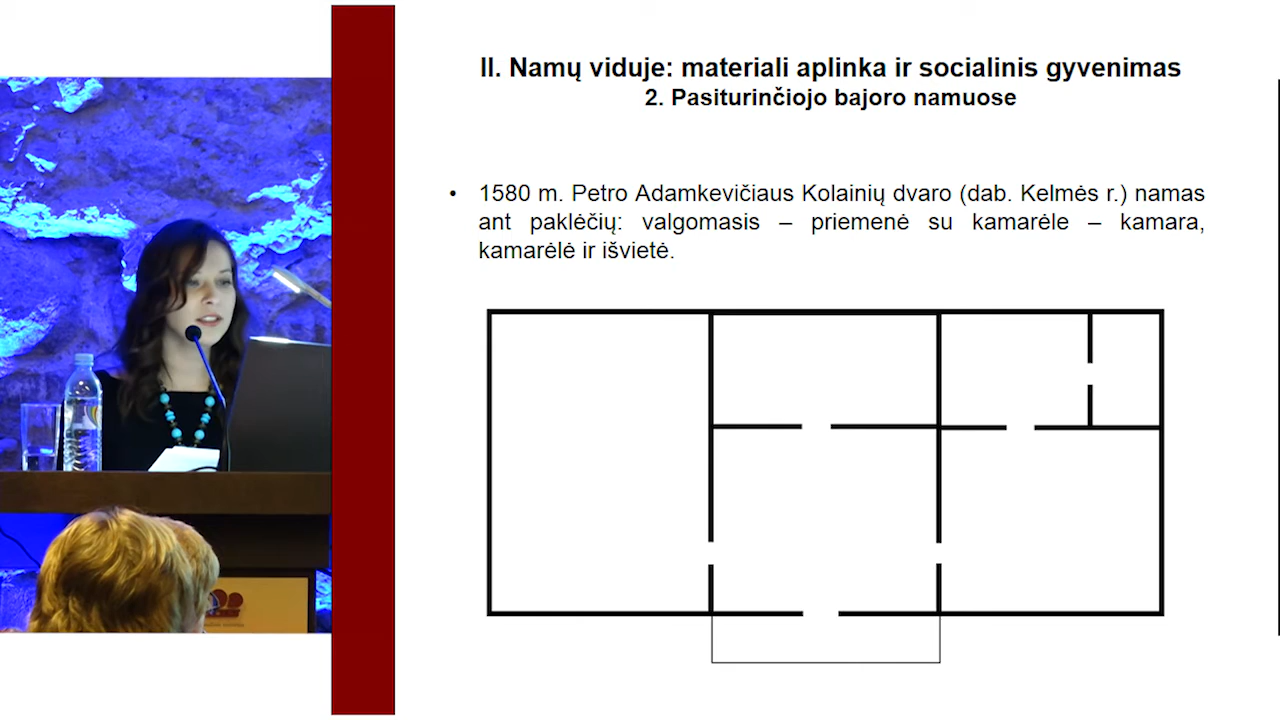 II. Namų viduje: materiali aplinka ir socialinis gyvenimas
2. Pasiturinčiojo bajoro namuose
• 1580 m. Petro Adamkevičiaus Kolainių dvaro (dab. Kelmės r.) namas
ant paklėčių: valgomasis – priemenė su kamarėle – kamara,
kamarėlė ir išvietė.